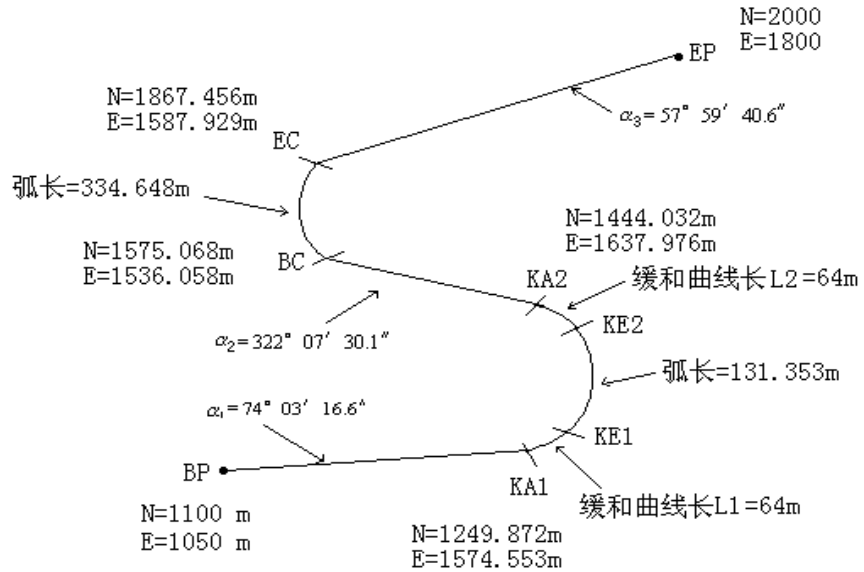 N=2000
E=1800
EP
α₃=57° 59′ 40.6″
N=1867.456m
E=1587.929m
EC
弧长=334.648m
N=1575.068m
E=1536.058m
BC
N=1444.032m
E=1637.976m
KA2
缓和曲线长L2=64m
KE2
α₂=322° 07′ 30.1″
弧长=131.353m
α₁=74° 03′ 16.6″
KE1
BP
KA1
缓和曲线长L1=64m
N=1100 m
E=1050 m
N=1249.872m
E=1574.553m